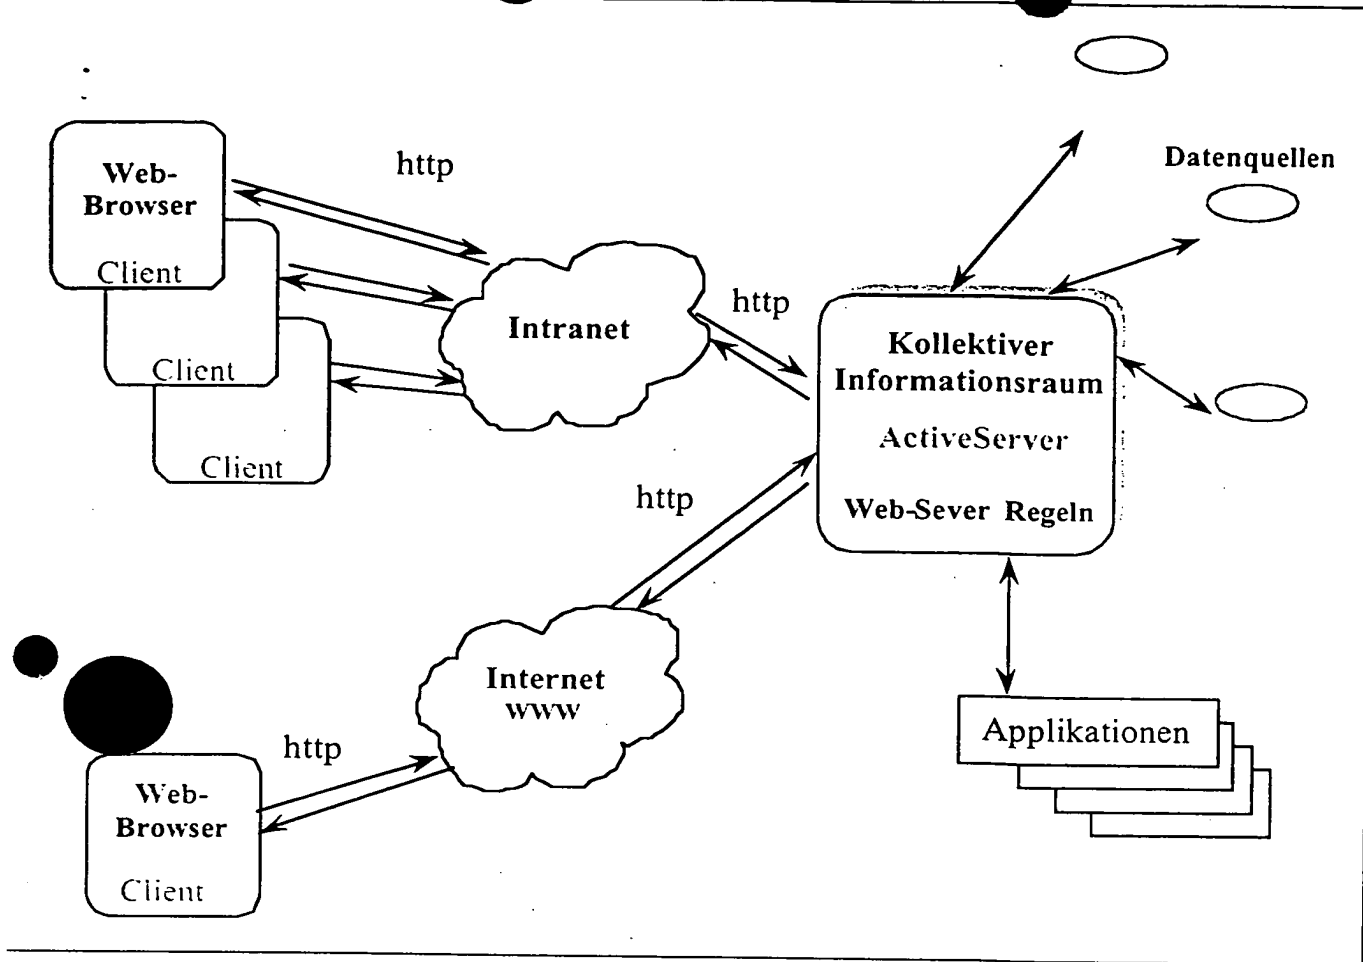 http
Datenquellen
Web-
Browser
Client
http
Intranet
Kollektiver
Informationsraum
Client
ActiveServer
Client
http
Web-Sever Regeln
Internet
WWW
Applikationen
http
Web-
Browser
Client